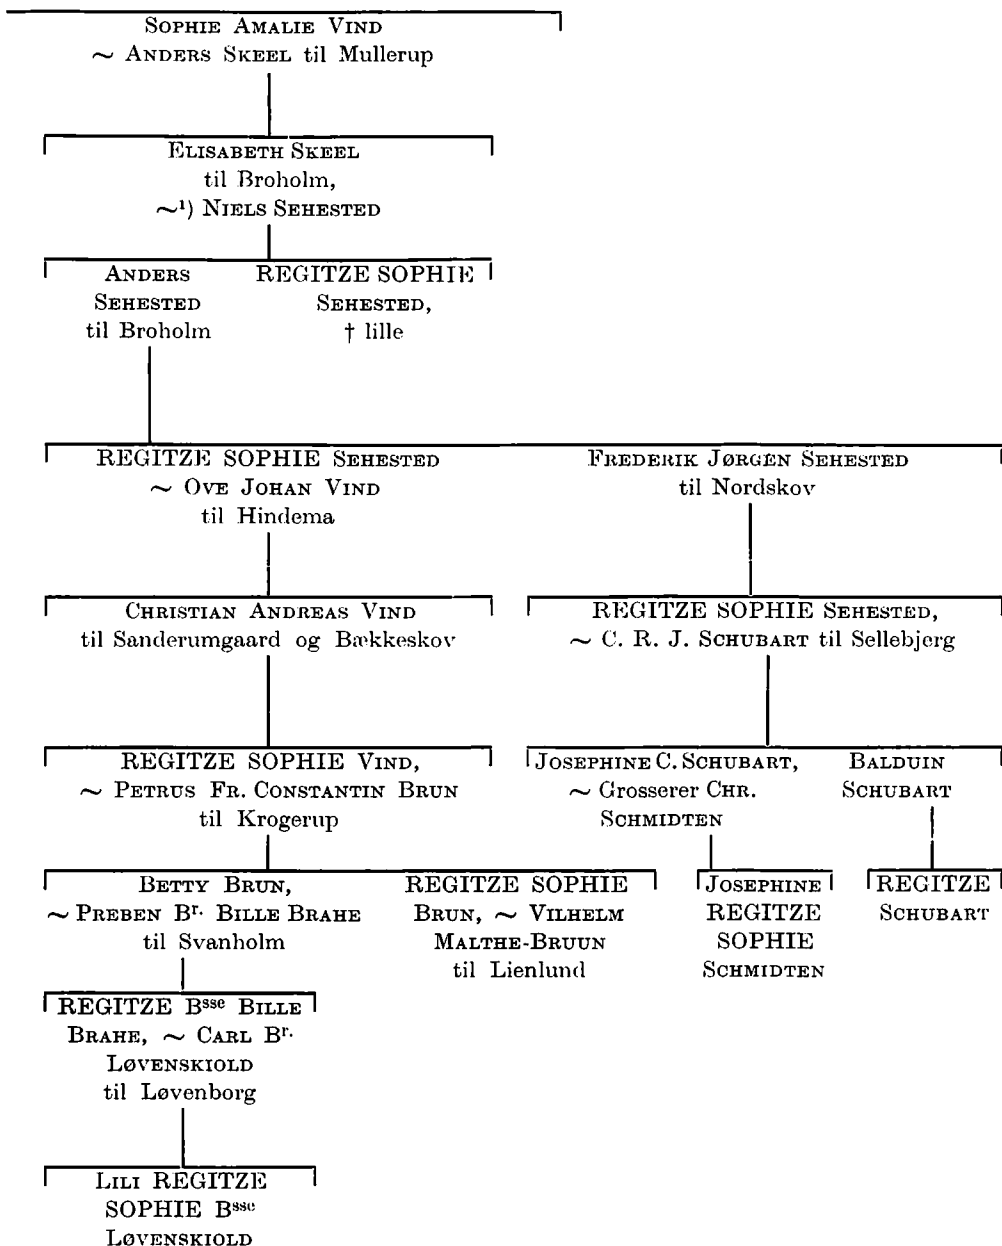 SOPHIE AMALIE VIND
~ ANDERS SKEEL til Mullerup
ELISABETH SKEEL
til Broholm,
~¹) NIELS SEHESTED
ANDERS
SEHESTED
til Broholm
REGITZE SOPHIE
SEHESTED,
† lille
REGITZE SOPHIE SEHESTED
~ OVE JOHAN VIND
til Hindema
FREDERIK JØRGEN SEHESTED
til Nordskov
CHRISTIAN ANDREAS VIND
til Sanderumgaard og Bækkeskov
REGITZE SOPHIE SEHESTED,
~ C. R. J. SCHUBART til Sellebjerg
REGITZE SOPHIE VIND,
~ PETRUS FR. CONSTANTIN BRUN
til Krogerup
JOSEPHINE C. SCHUBART,
~ Grosserer CHR.
SCHMIDTEN
BALDUIN
SCHUBART
BETTY BRUN,
~ PREBEN Bʳ· BILLE BRAHE
til Svanholm
REGITZE SOPHIE
BRUN, ~ VILHELM
MALTHE-BRUUN
til Lienlund
JOSEPHINE
REGITZE
SOPHIE
SCHMIDTEN
REGITZE
SCHUBART
REGITZE Bˢˢᵉ BILLE
BRAHE, ~ CARL Bʳ·
LØVENSKIOLD
til Løvenborg
LILI REGITZE
SOPHIE Bˢˢᵉ
LØVENSKIOLD